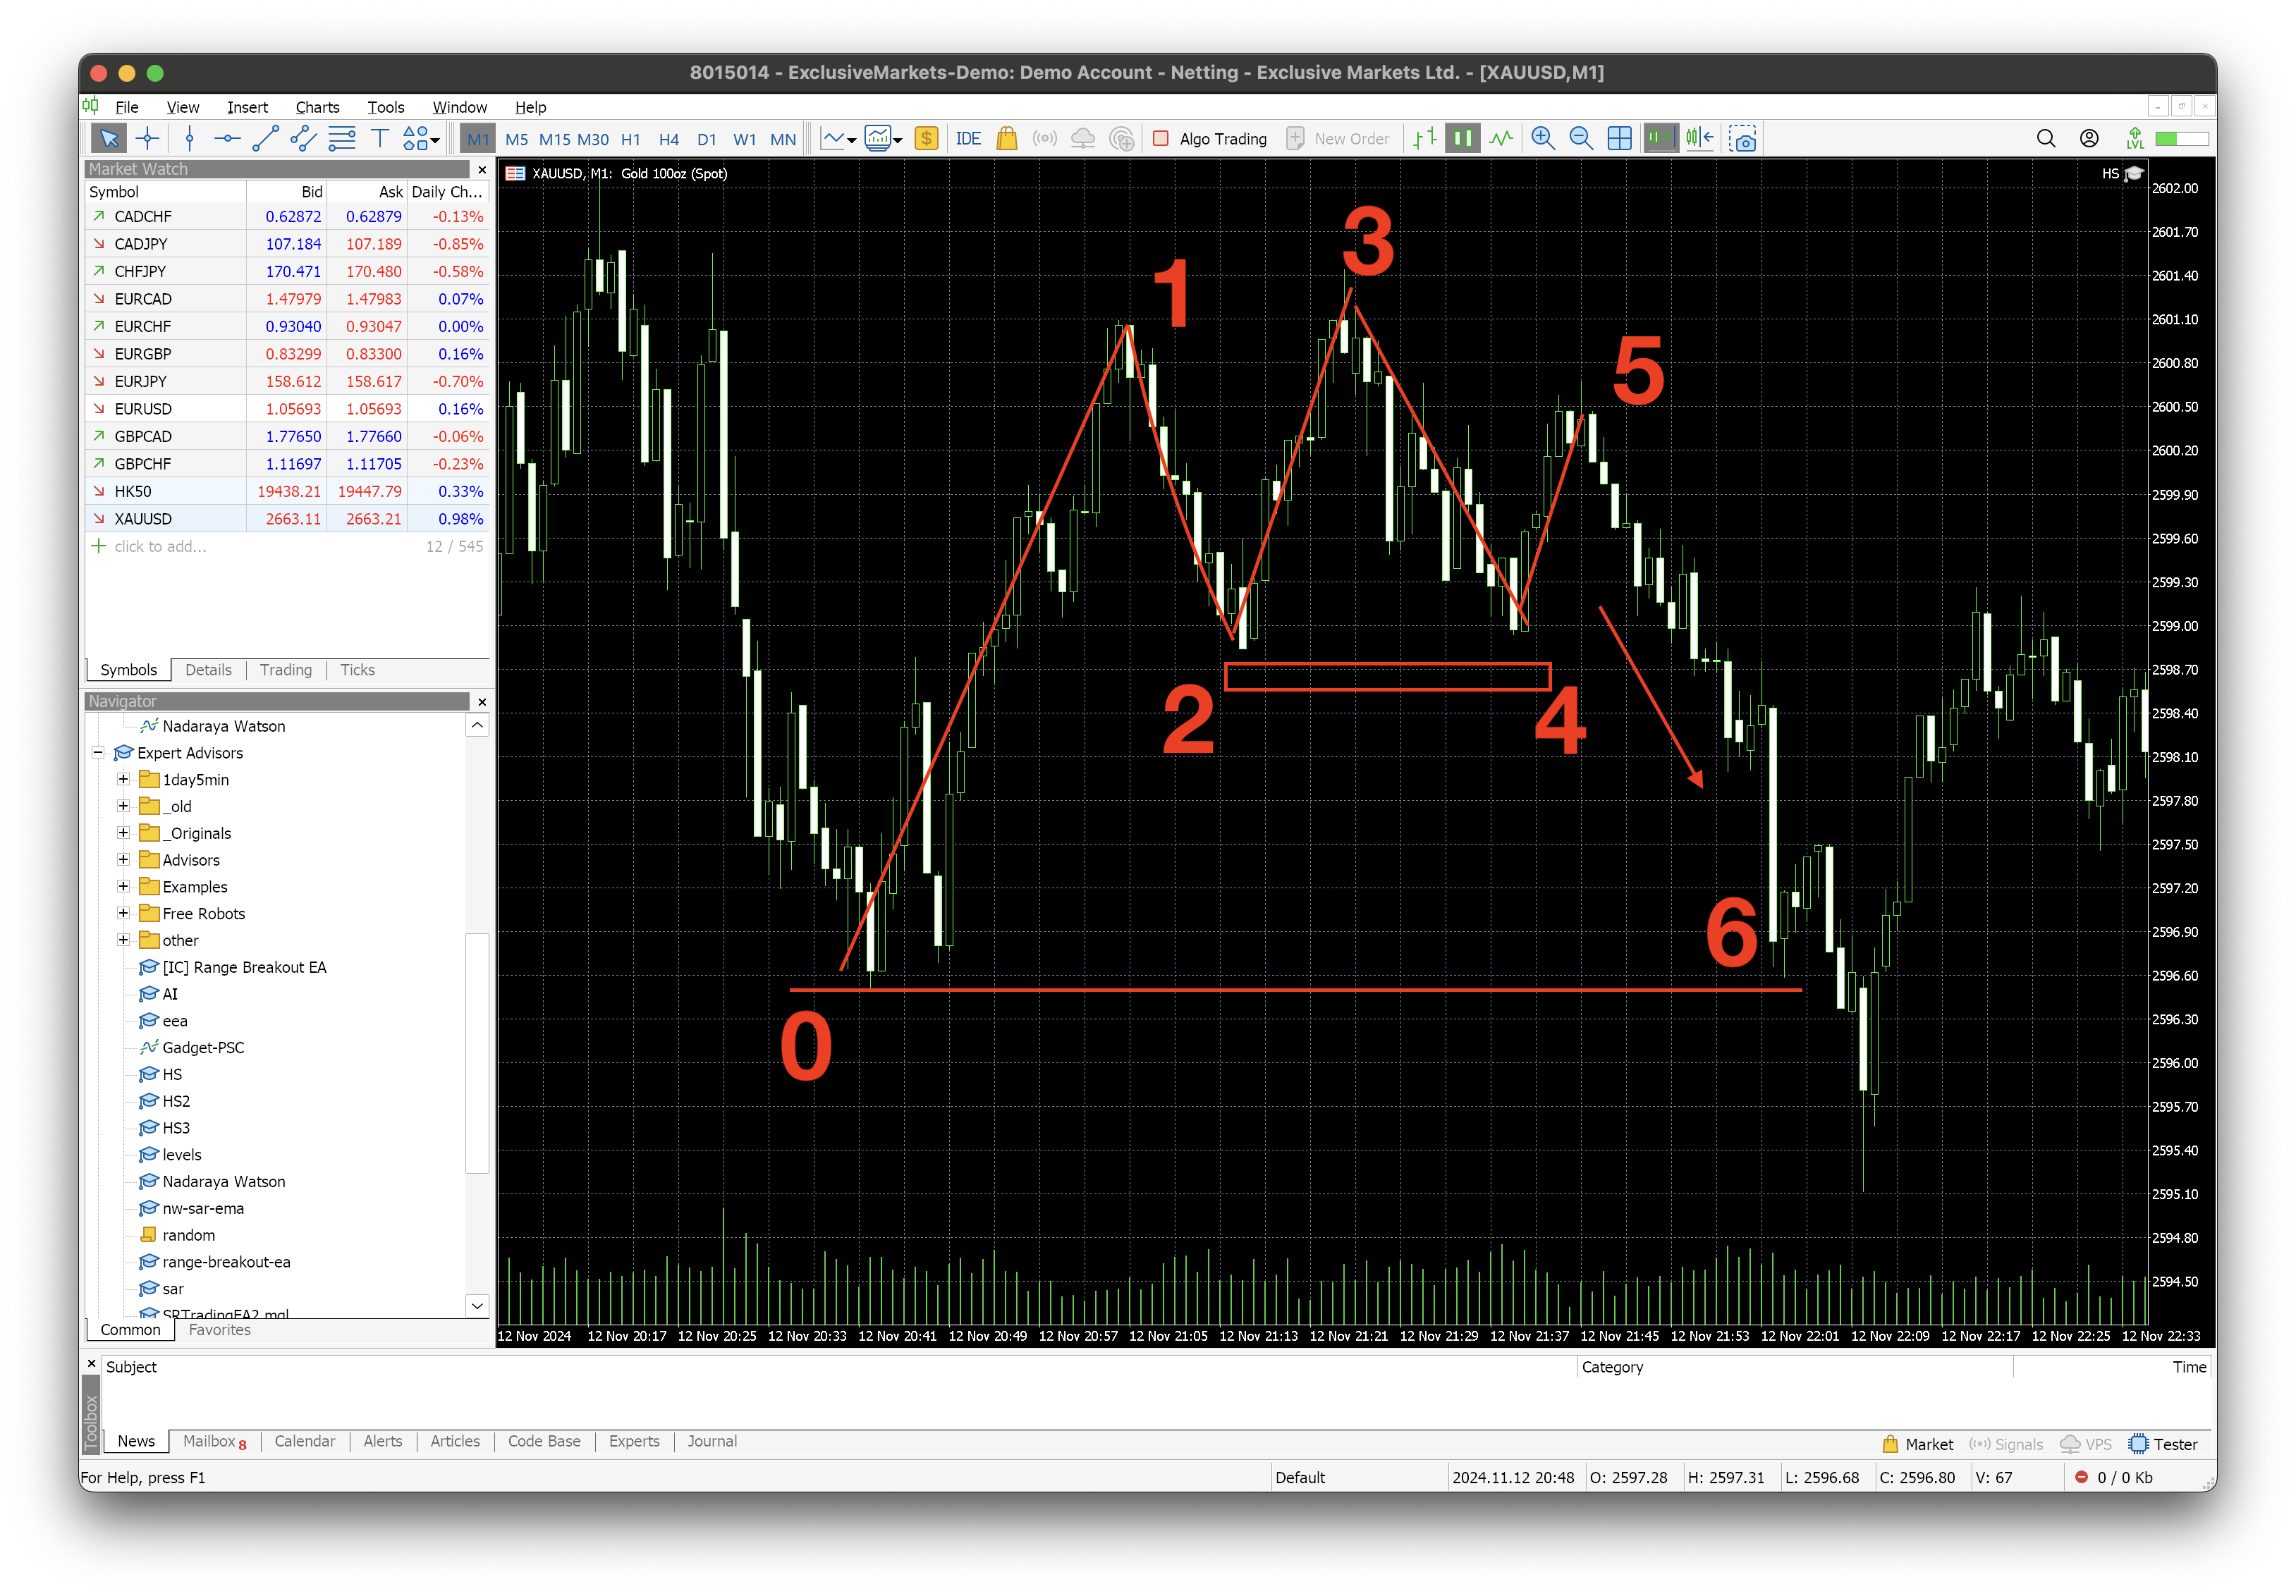 8015014 - ExclusiveMarkets-Demo: Demo Account - Netting - Exclusive Markets Ltd. - [XAUUSD,M1]
File View Insert Charts Tools Window Help
M1 M5 M15 M30 H1 H4 D1 W1 MN $ IDE Algo Trading New Order LVL
Market Watch
Symbol Bid Ask Daily Ch...
CADCHF 0.62872 0.62879 -0.13%
CADJPY 107.184 107.189 -0.85%
CHFJPY 170.471 170.480 -0.58%
EURCAD 1.47979 1.47983 0.07%
EURCHF 0.93040 0.93047 0.00%
EURGBP 0.83299 0.83300 0.16%
EURJPY 158.612 158.617 -0.70%
EURUSD 1.05693 1.05693 0.16%
GBPCAD 1.77650 1.77660 -0.06%
GBPCHF 1.11697 1.11705 -0.23%
HK50 19438.21 19447.79 0.33%
XAUUSD 2663.11 2663.21 0.98%
click to add... 12 / 545
Symbols Details Trading Ticks
Navigator
Nadaraya Watson
Expert Advisors
1day5min
_old
_Originals
Advisors
Examples
Free Robots
other
[IC] Range Breakout EA
AI
eea
Gadget-PSC
HS
HS2
HS3
levels
Nadaraya Watson
nw-sar-ema
random
range-breakout-ea
sar
SRTradingEA2.mql
Common Favorites
XAUUSD, M1: Gold 100oz (Spot)
HS
0
1
2
3
4
5
6
2602.00
2601.70
2601.40
2601.10
2600.80
2600.50
2600.20
2599.90
2599.60
2599.30
2599.00
2598.70
2598.40
2598.10
2597.80
2597.50
2597.20
2596.90
2596.60
2596.30
2596.00
2595.70
2595.40
2595.10
2594.80
2594.50
12 Nov 2024 12 Nov 20:17 12 Nov 20:25 12 Nov 20:33 12 Nov 20:41 12 Nov 20:49 12 Nov 20:57 12 Nov 21:05 12 Nov 21:13 12 Nov 21:21 12 Nov 21:29 12 Nov 21:37 12 Nov 21:45 12 Nov 21:53 12 Nov 22:01 12 Nov 22:09 12 Nov 22:17 12 Nov 22:25 12 Nov 22:33
Subject Category Time
Toolbox
News Mailbox 8 Calendar Alerts Articles Code Base Experts Journal
Market Signals VPS Tester
For Help, press F1 Default 2024.11.12 20:48 O: 2597.28 H: 2597.31 L: 2596.68 C: 2596.80 V: 67 0 / 0 Kb